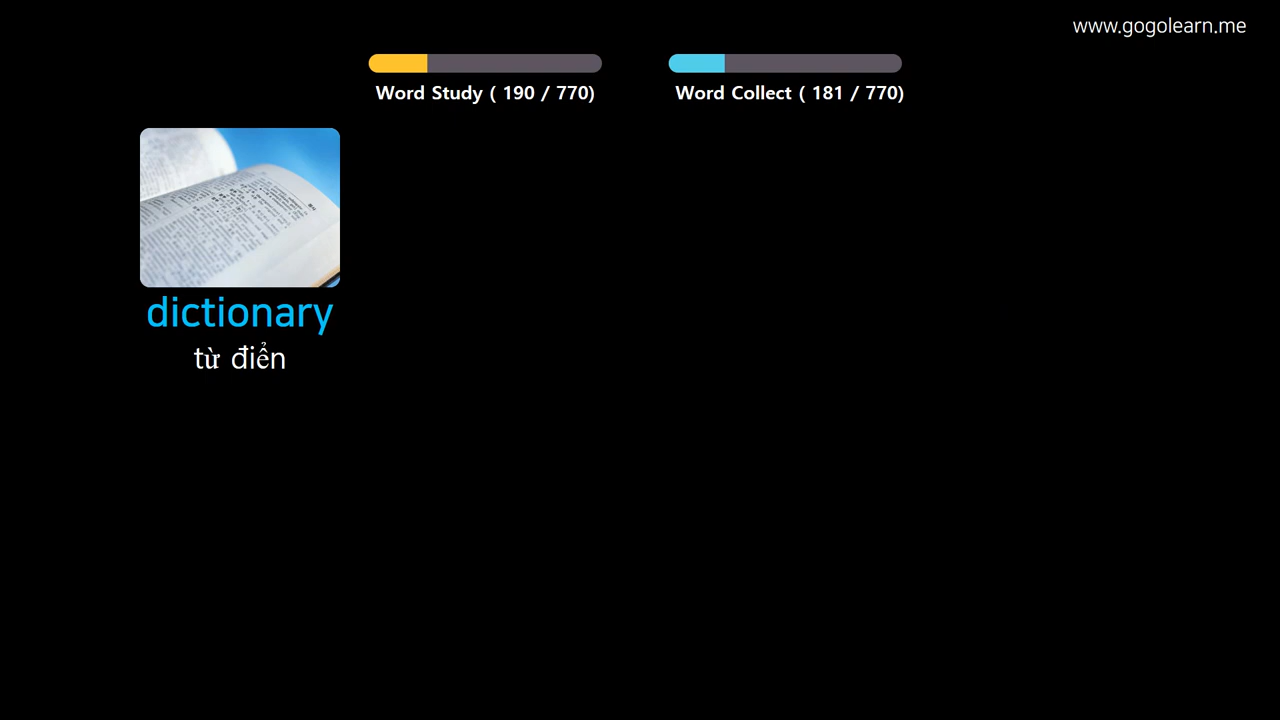 www.gogolearn.me
Word Study ( 190 / 770)
Word Collect ( 181 / 770)
dictionary
từ điển